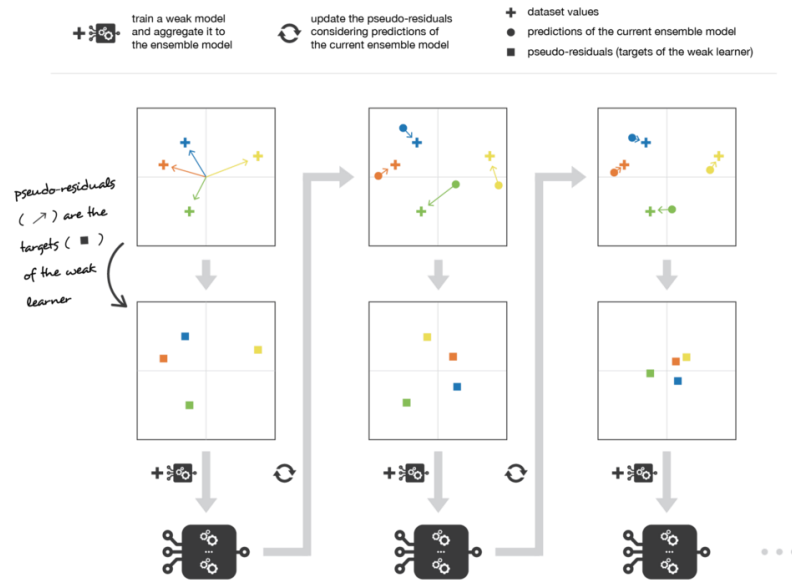 train a weak model
and aggregate it to
the ensemble model
update the pseudo-residuals
considering predictions of
the current ensemble model
dataset values
predictions of the current ensemble model
pseudo-residuals (targets of the weak learner)
pseudo-residuals
( ↗ ) are the
targets ( ■ )
of the weak
learner